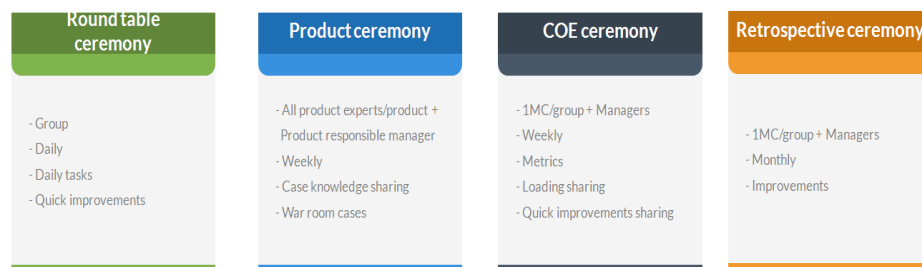 Round table
ceremony
- Group
- Daily
- Daily tasks
- Quick improvements
Product ceremony
- All product experts/product +
Product responsible manager
- Weekly
- Case knowledge sharing
- War room cases
COE ceremony
- 1MC/group + Managers
- Weekly
- Metrics
- Loading sharing
- Quick improvements sharing
Retrospective ceremony
- 1MC/group + Managers
- Monthly
- Improvements